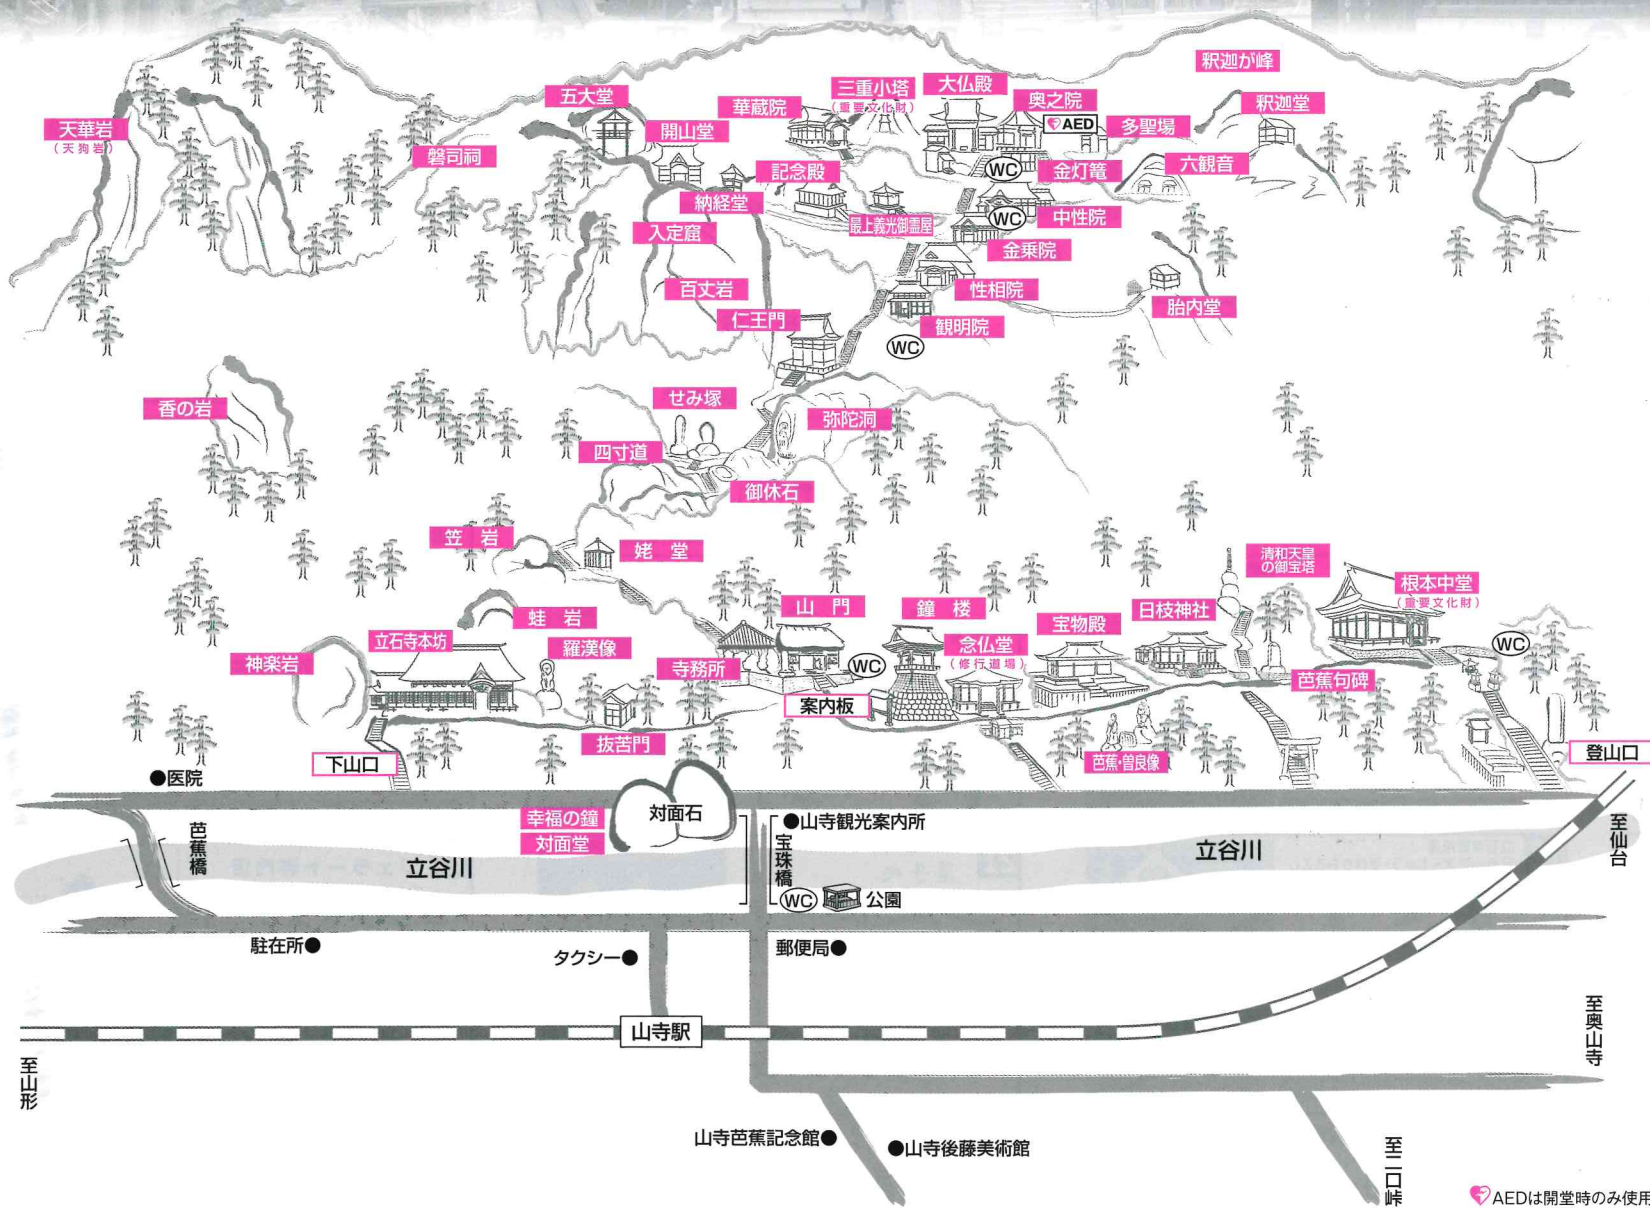 釈迦が峰
三重小塔
(重要文化財)
大仏殿
五大堂
華蔵院
奥之院
釈迦堂
AED
天華岩
(天狗岩)
開山堂
多聖場
磐司祠
記念殿
WC
金灯篭
六観音
納経堂
最上義光御霊屋
WC
中性院
入定窟
金乗院
百丈岩
性相院
胎内堂
仁王門
観明院
WC
せみ塚
香の岩
弥陀洞
四寸道
御休石
笠岩
姥堂
清和天皇
の御宝塔
根本中堂
(重要文化財)
山門
鐘楼
日枝神社
蛙岩
宝物殿
立石寺本坊
羅漢像
念仏堂
(修行道場)
WC
神楽岩
寺務所
WC
芭蕉句碑
案内板
抜苦門
登山口
下山口
芭蕉・曽良像
●医院
対面石
幸福の鐘
●山寺観光案内所
芭蕉橋
対面堂
宝珠橋
至仙台
立谷川
立谷川
WC
公園
駐在所●
タクシー●
郵便局●
山寺駅
至奥山寺
至山形
山寺芭蕉記念館●
●山寺後藤美術館
至二口峠
AEDは開堂時のみ使用